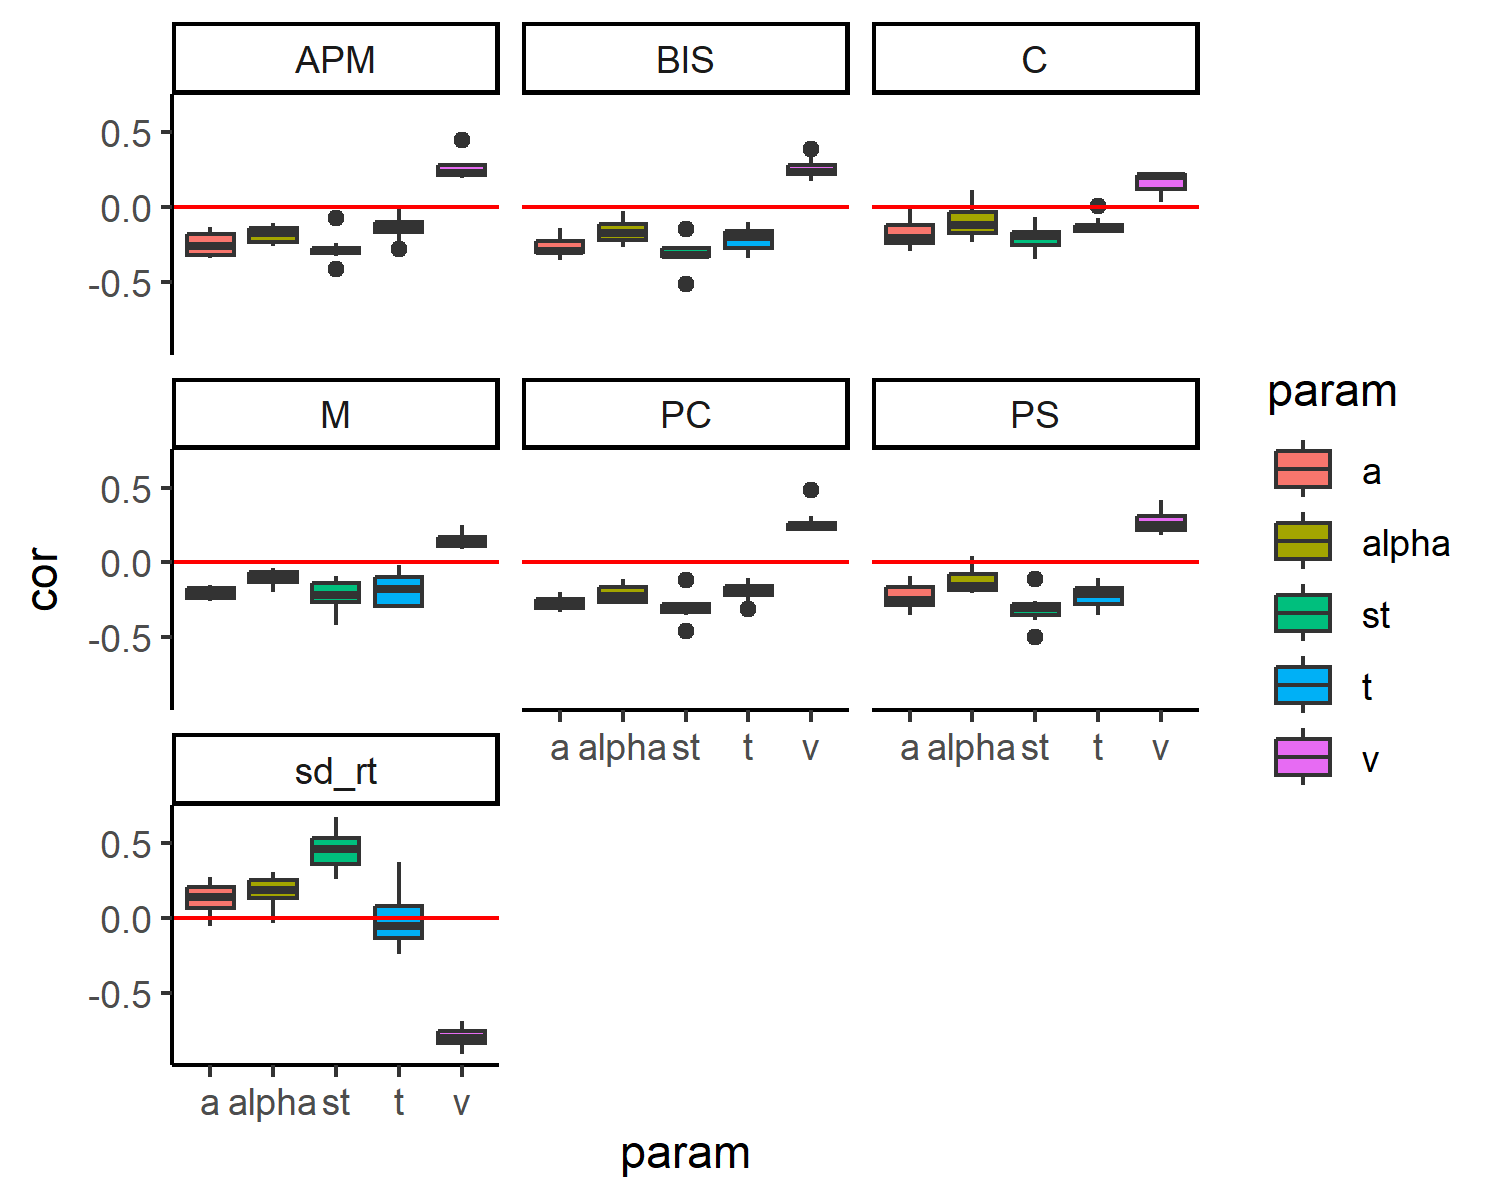 APM BIS C
0.5
0.0
-0.5
M PC PS
0.5
0.0
-0.5
a alpha st t v a alpha st t v
sd_rt
0.5
0.0
-0.5
a alpha st t v
param
cor
param
a
alpha
st
t
v